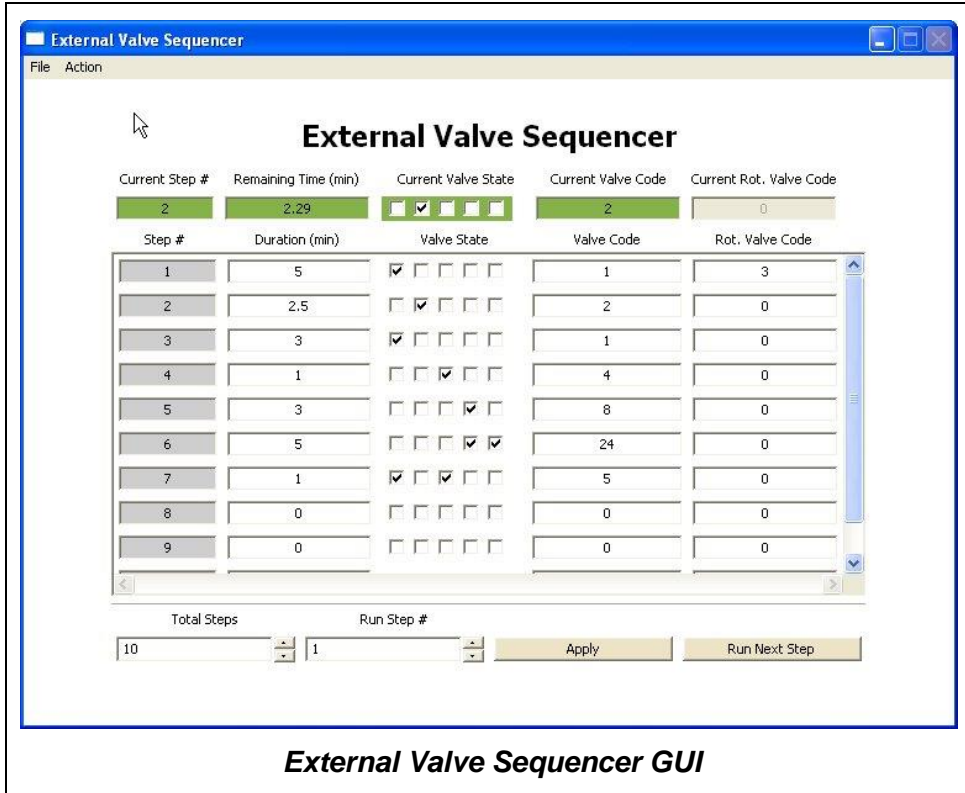 External Valve Sequencer
File Action
External Valve Sequencer
Current Step # Remaining Time (min) Current Valve State Current Valve Code Current Rot. Valve Code
2 2.29 2 0
Step # Duration (min) Valve State Valve Code Rot. Valve Code
1 5 1 3
2 2.5 2 0
3 3 1 0
4 1 4 0
5 3 8 0
6 5 24 0
7 1 5 0
8 0 0 0
9 0 0 0
Total Steps Run Step #
10 1 Apply Run Next Step
External Valve Sequencer GUI